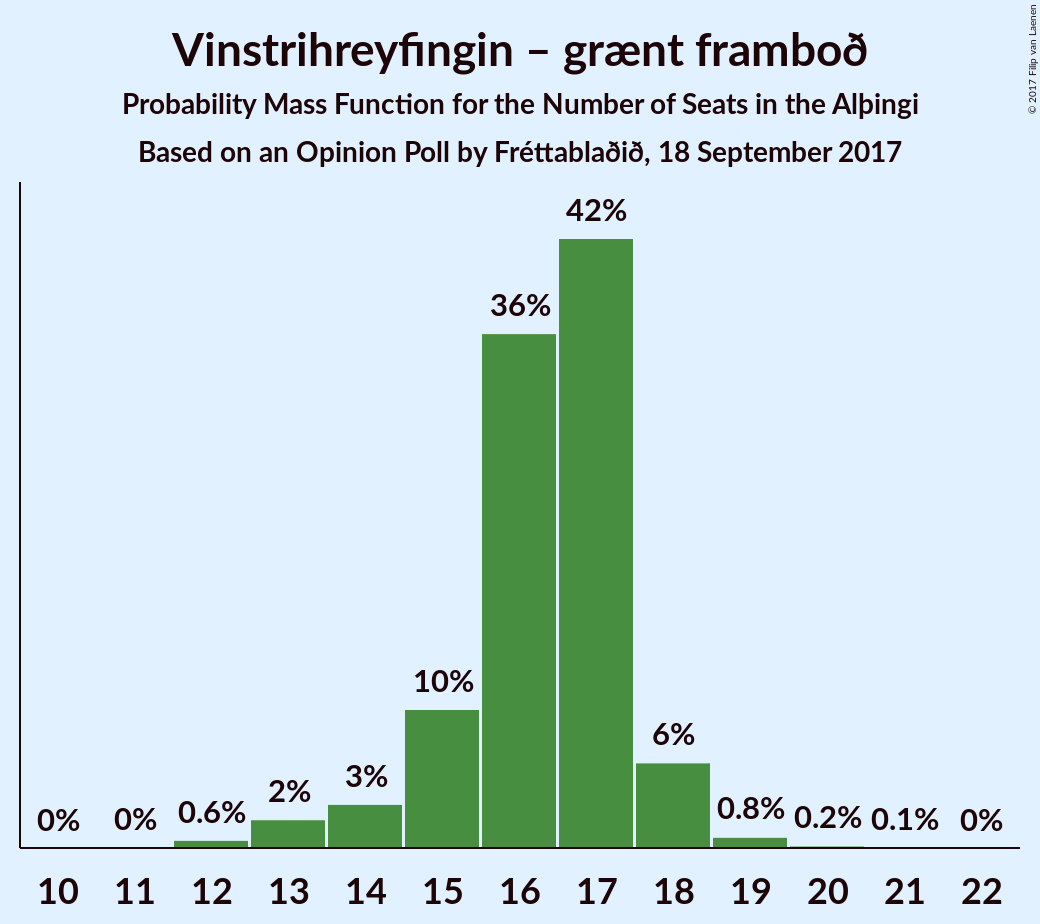 Vinstrihreyfingin – grænt framboð
Probability Mass Function for the Number of Seats in the Alþingi
Based on an Opinion Poll by Fréttablaðið, 18 September 2017
© 2017 Filip van Laenen
0% 0% 0.6% 2% 3% 10% 36% 42% 6% 0.8% 0.2% 0.1% 0%
10 11 12 13 14 15 16 17 18 19 20 21 22